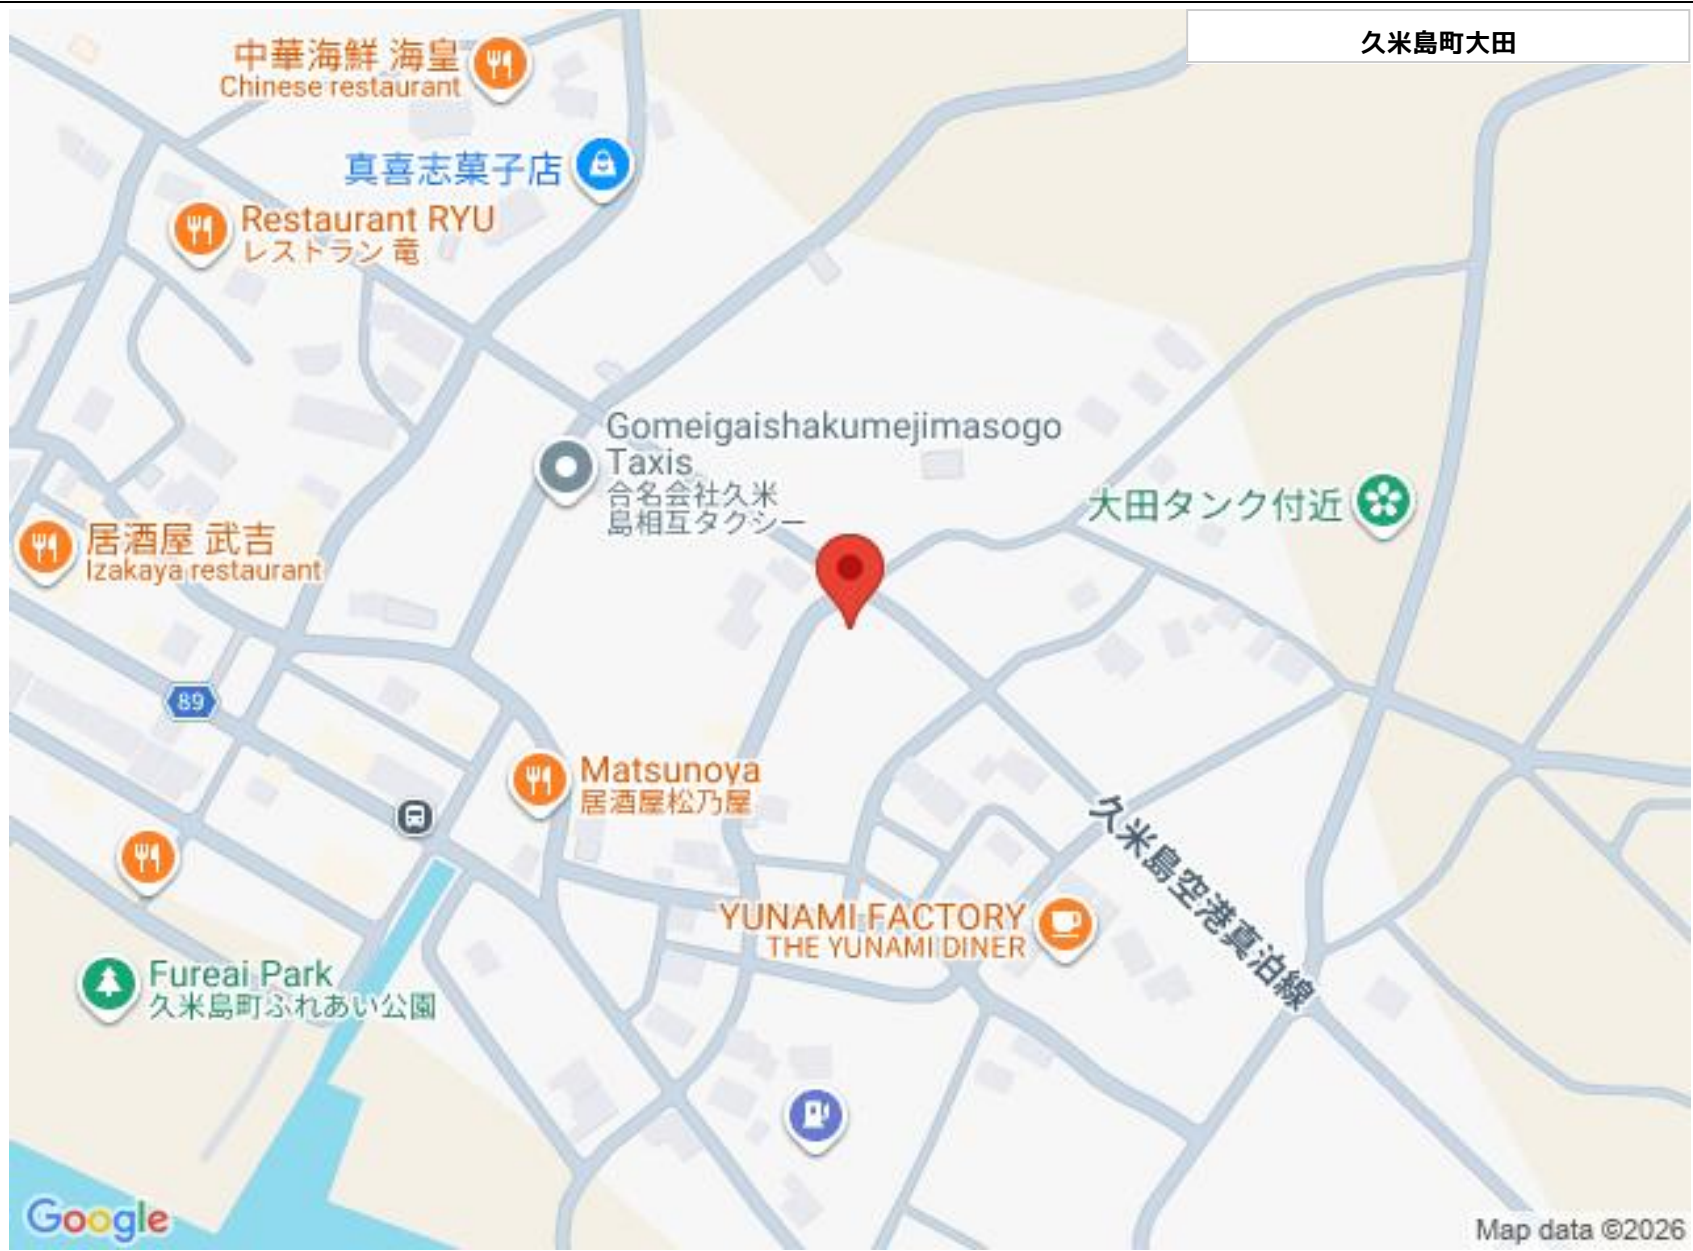 久米島町大田
中華海鮮 海皇
Chinese restaurant
真喜志菓子店
Restaurant RYU
レストラン 竜
Gomeigaishakumejimasogo
Taxis
合名会社久米
島相互タクシー
大田タンク付近
居酒屋 武吉
Izakaya restaurant
89
Matsunoya
居酒屋松乃屋
久米島空港真泊線
YUNAMI FACTORY
THE YUNAMI DINER
Fureai Park
久米島町ふれあい公園
Google
Map data ©2026